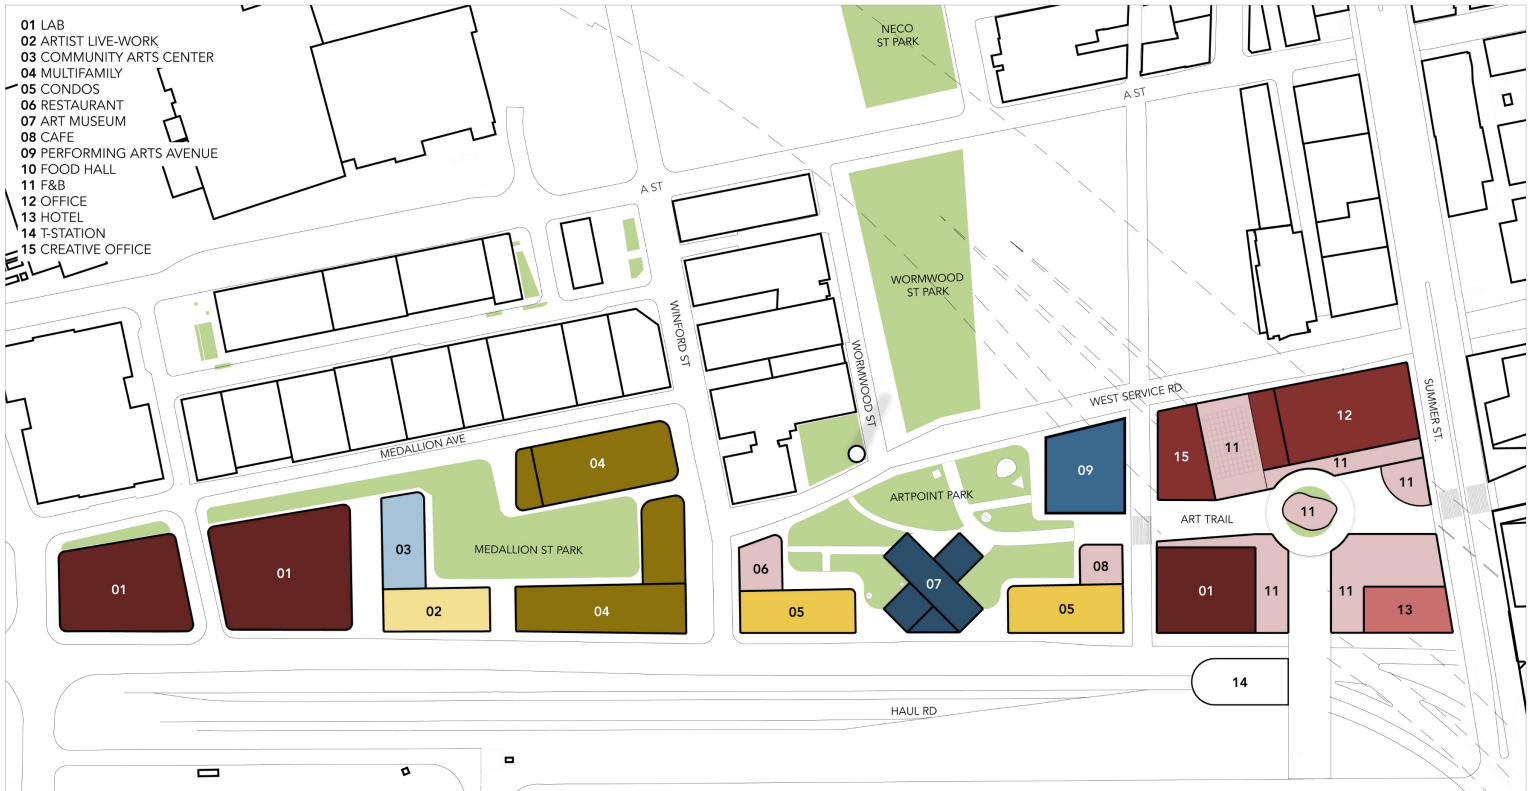 01 LAB
02 ARTIST LIVE-WORK
03 COMMUNITY ARTS CENTER
04 MULTIFAMILY
05 CONDOS
06 RESTAURANT
07 ART MUSEUM
08 CAFE
09 PERFORMING ARTS AVENUE
10 FOOD HALL
11 F&B
12 OFFICE
13 HOTEL
14 T-STATION
15 CREATIVE OFFICE
NECO
ST PARK
A ST
A ST
WORMWOOD
ST PARK
WINFORD ST
WORMWOOD ST
WEST SERVICE RD
SUMMER ST.
MEDALLION AVE
12
11
15
11
11
04
09
ARTPOINT PARK
11
ART TRAIL
03
MEDALLION ST PARK
01
01
06
07
08
01
11
11
13
02
04
05
05
14
HAUL RD